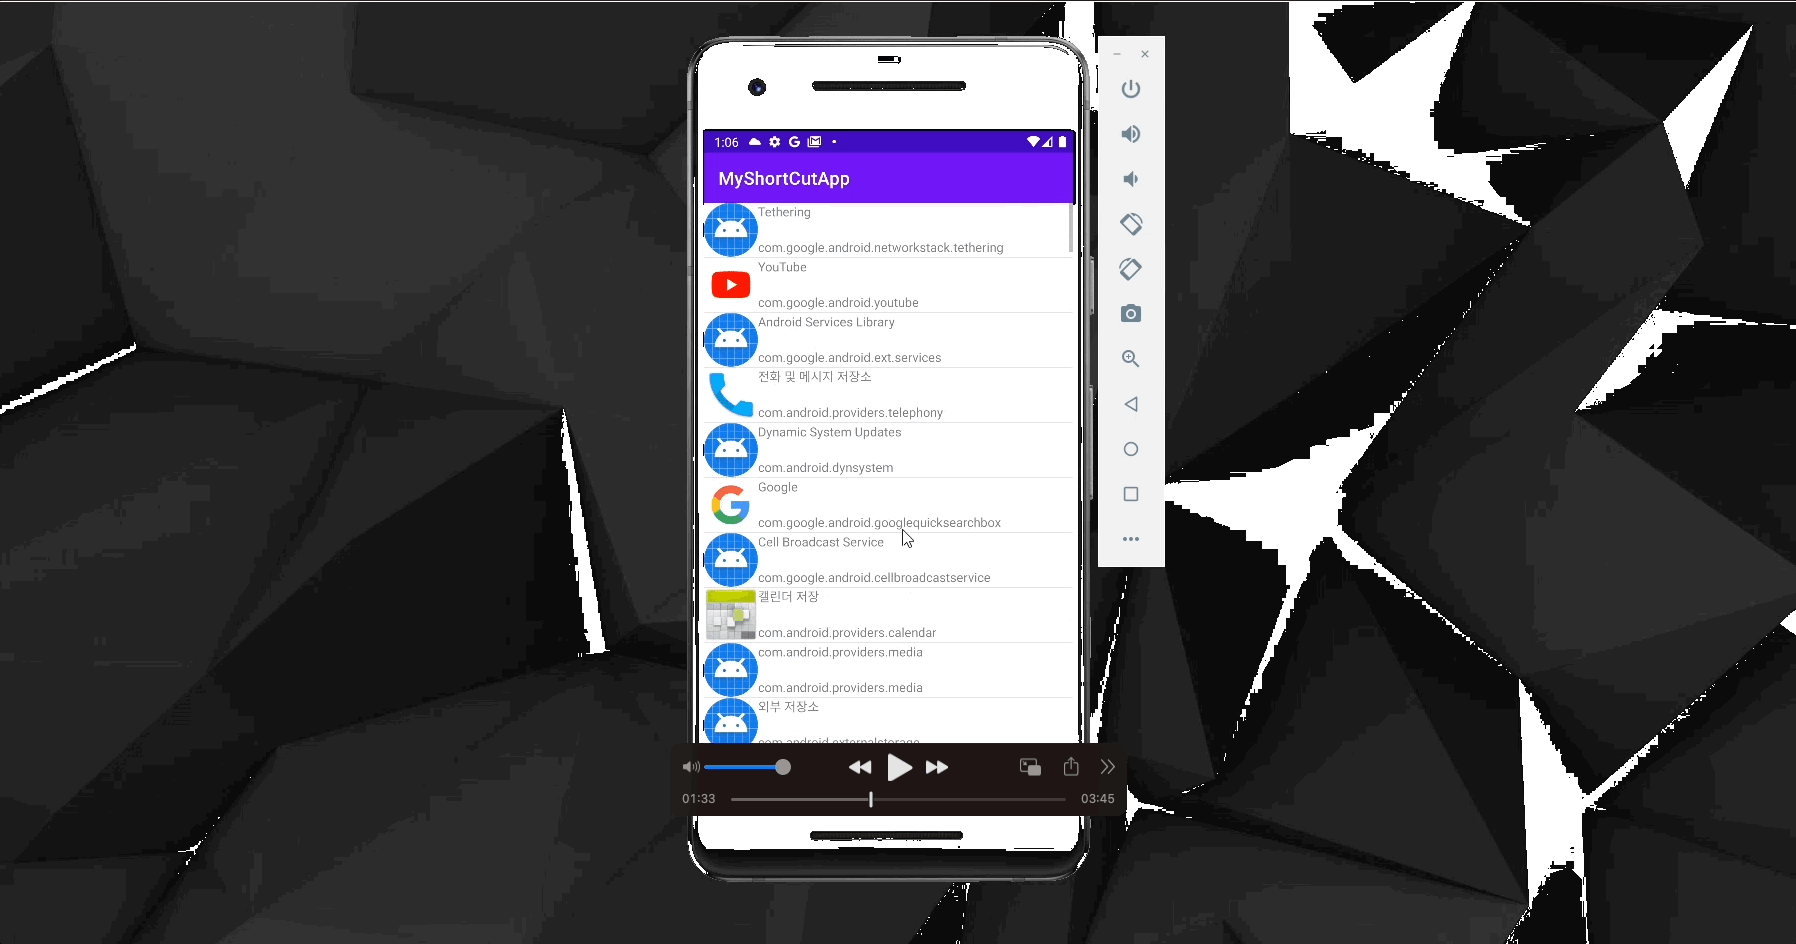 1:06
MyShortCutApp
Tethering
com.google.android.networkstack.tethering
YouTube
com.google.android.youtube
Android Services Library
com.google.android.ext.services
전화 및 메시지 저장소
com.android.providers.telephony
Dynamic System Updates
com.android.dynsystem
Google
com.google.android.googlequicksearchbox
Cell Broadcast Service
com.google.android.cellbroadcastservice
캘린더 저장
com.android.providers.calendar
com.android.providers.media
com.android.providers.media
외부 저장소
com.android.externalstorage
01:33
03:45